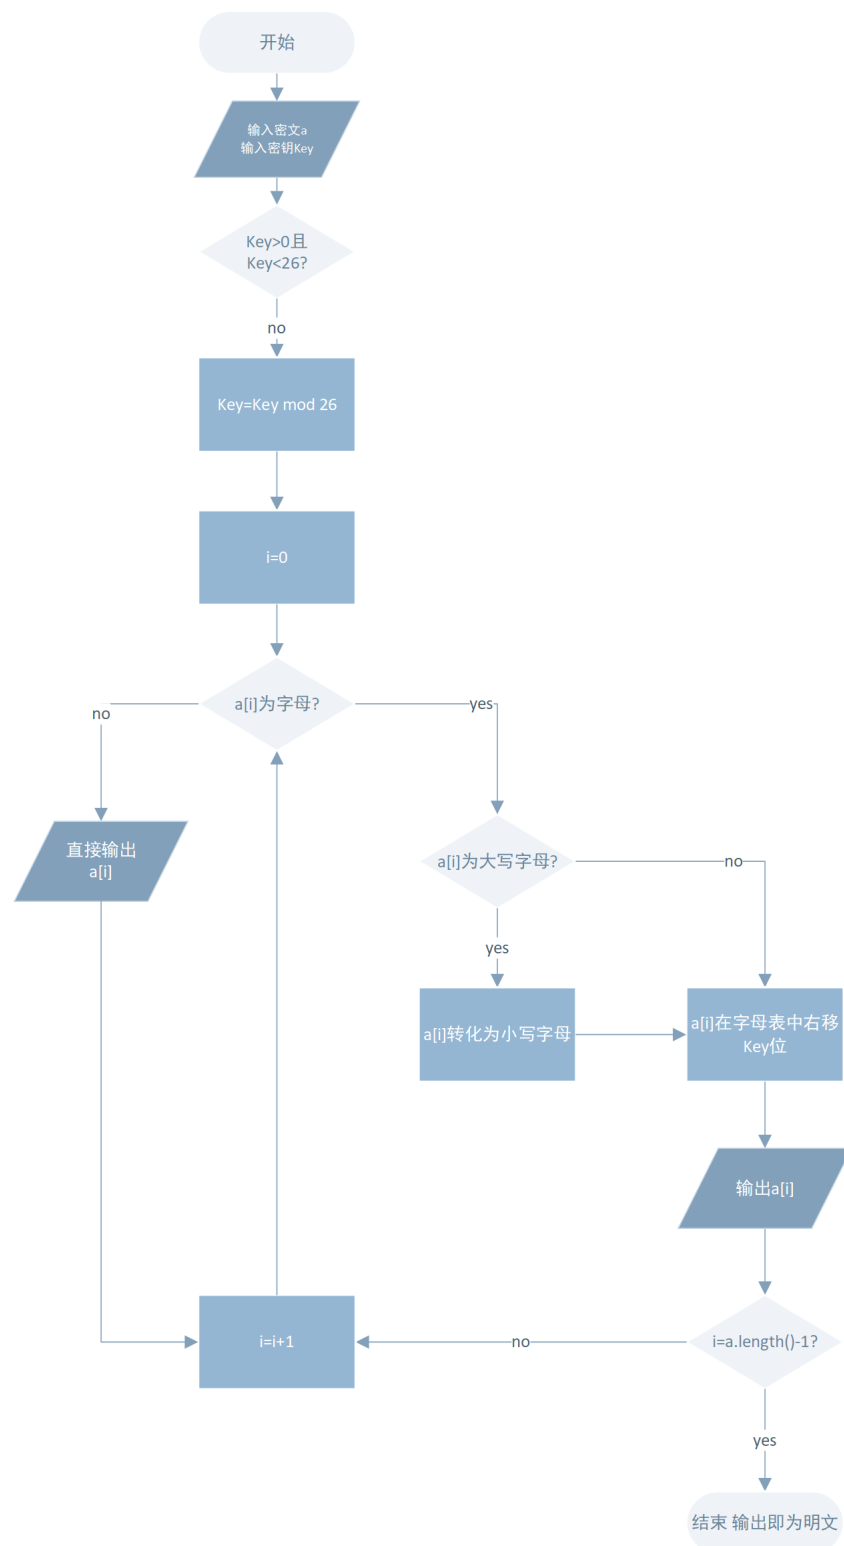 开始
输入密文a
输入密钥Key
Key>0且
Key<26?
no
Key=Key mod 26
i=0
a[i]为字母?
no
yes
直接输出
a[i]
a[i]为大写字母?
no
yes
a[i]转化为小写字母
a[i]在字母表中右移
Key位
输出a[i]
i=i+1
no
i=a.length()-1?
yes
结束 输出即为明文